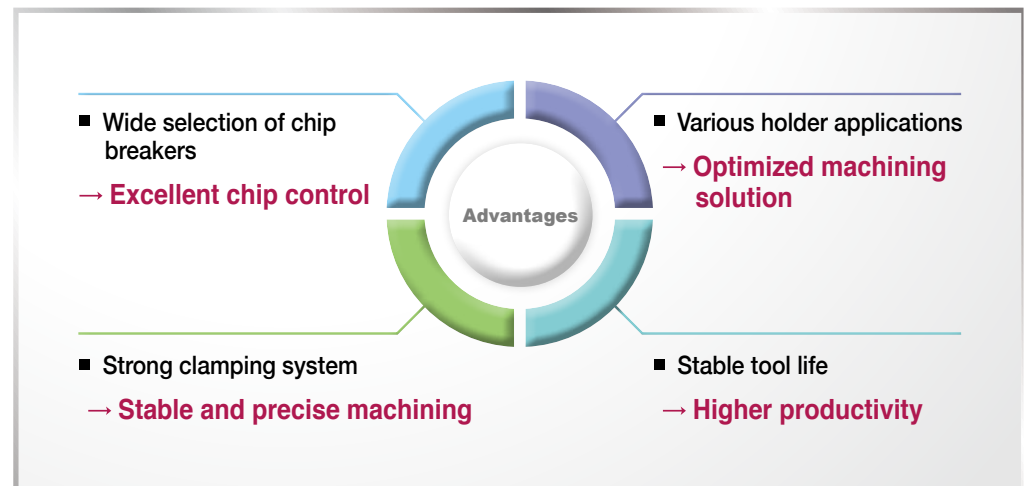 ■ Wide selection of chip
breakers
→ Excellent chip control
■ Various holder applications
→ Optimized machining
solution
Advantages
■ Strong clamping system
→ Stable and precise machining
■ Stable tool life
→ Higher productivity